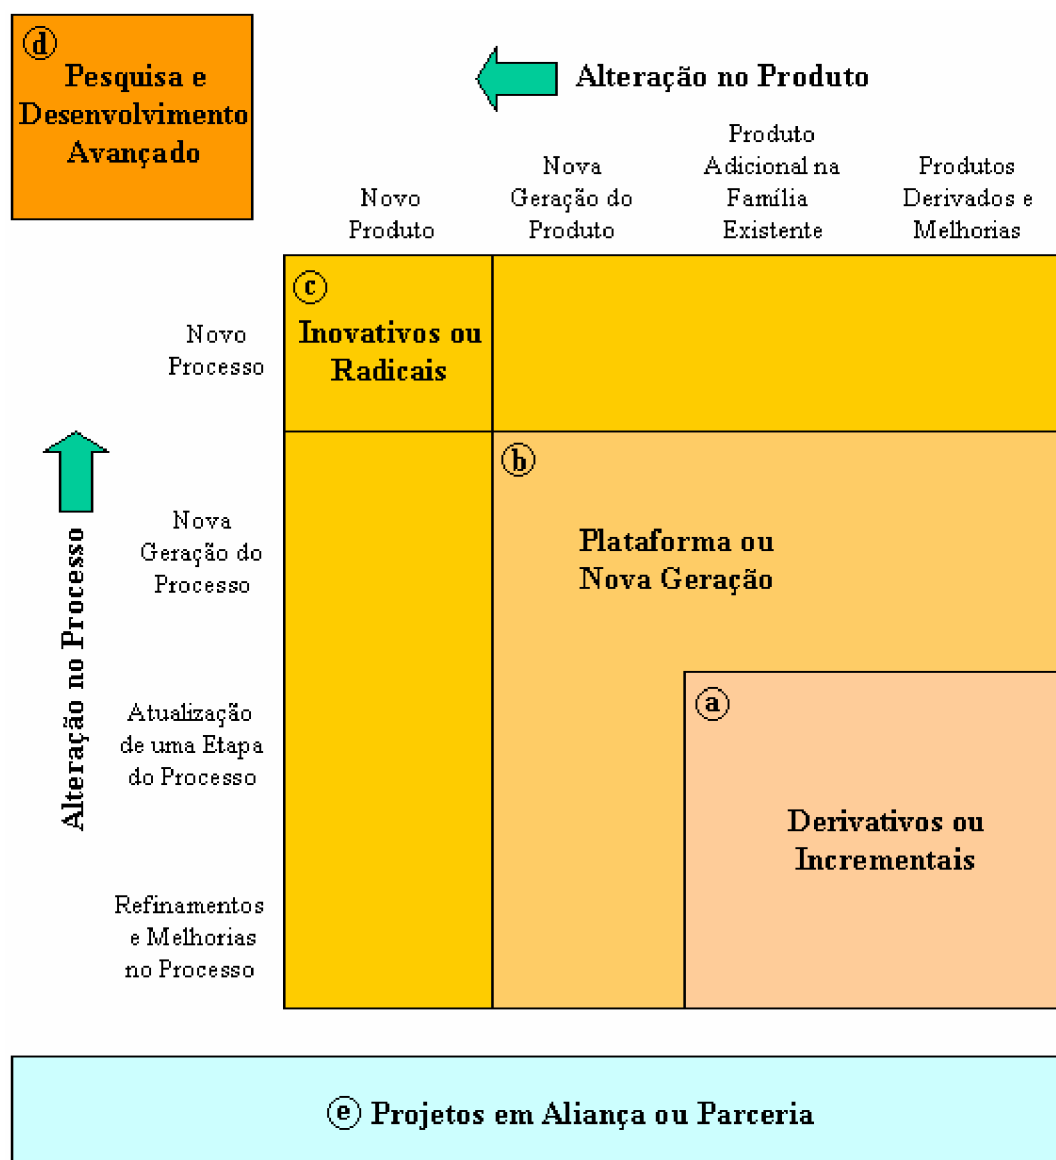 d
Pesquisa e
Desenvolvimento
Avançado
Alteração no Produto
Novo
Produto
Nova
Geração do
Produto
Produto
Adicional na
Família
Existente
Produtos
Derivados e
Melhorias
Novo
Processo
c
Inovativos ou
Radicais
Alteração no Processo
Nova
Geração do
Processo
b
Plataforma ou
Nova Geração
Atualização
de uma Etapa
do Processo
a
Derivativos ou
Incrementais
Refinamentos
e Melhorias
no Processo
e Projetos em Aliança ou Parceria